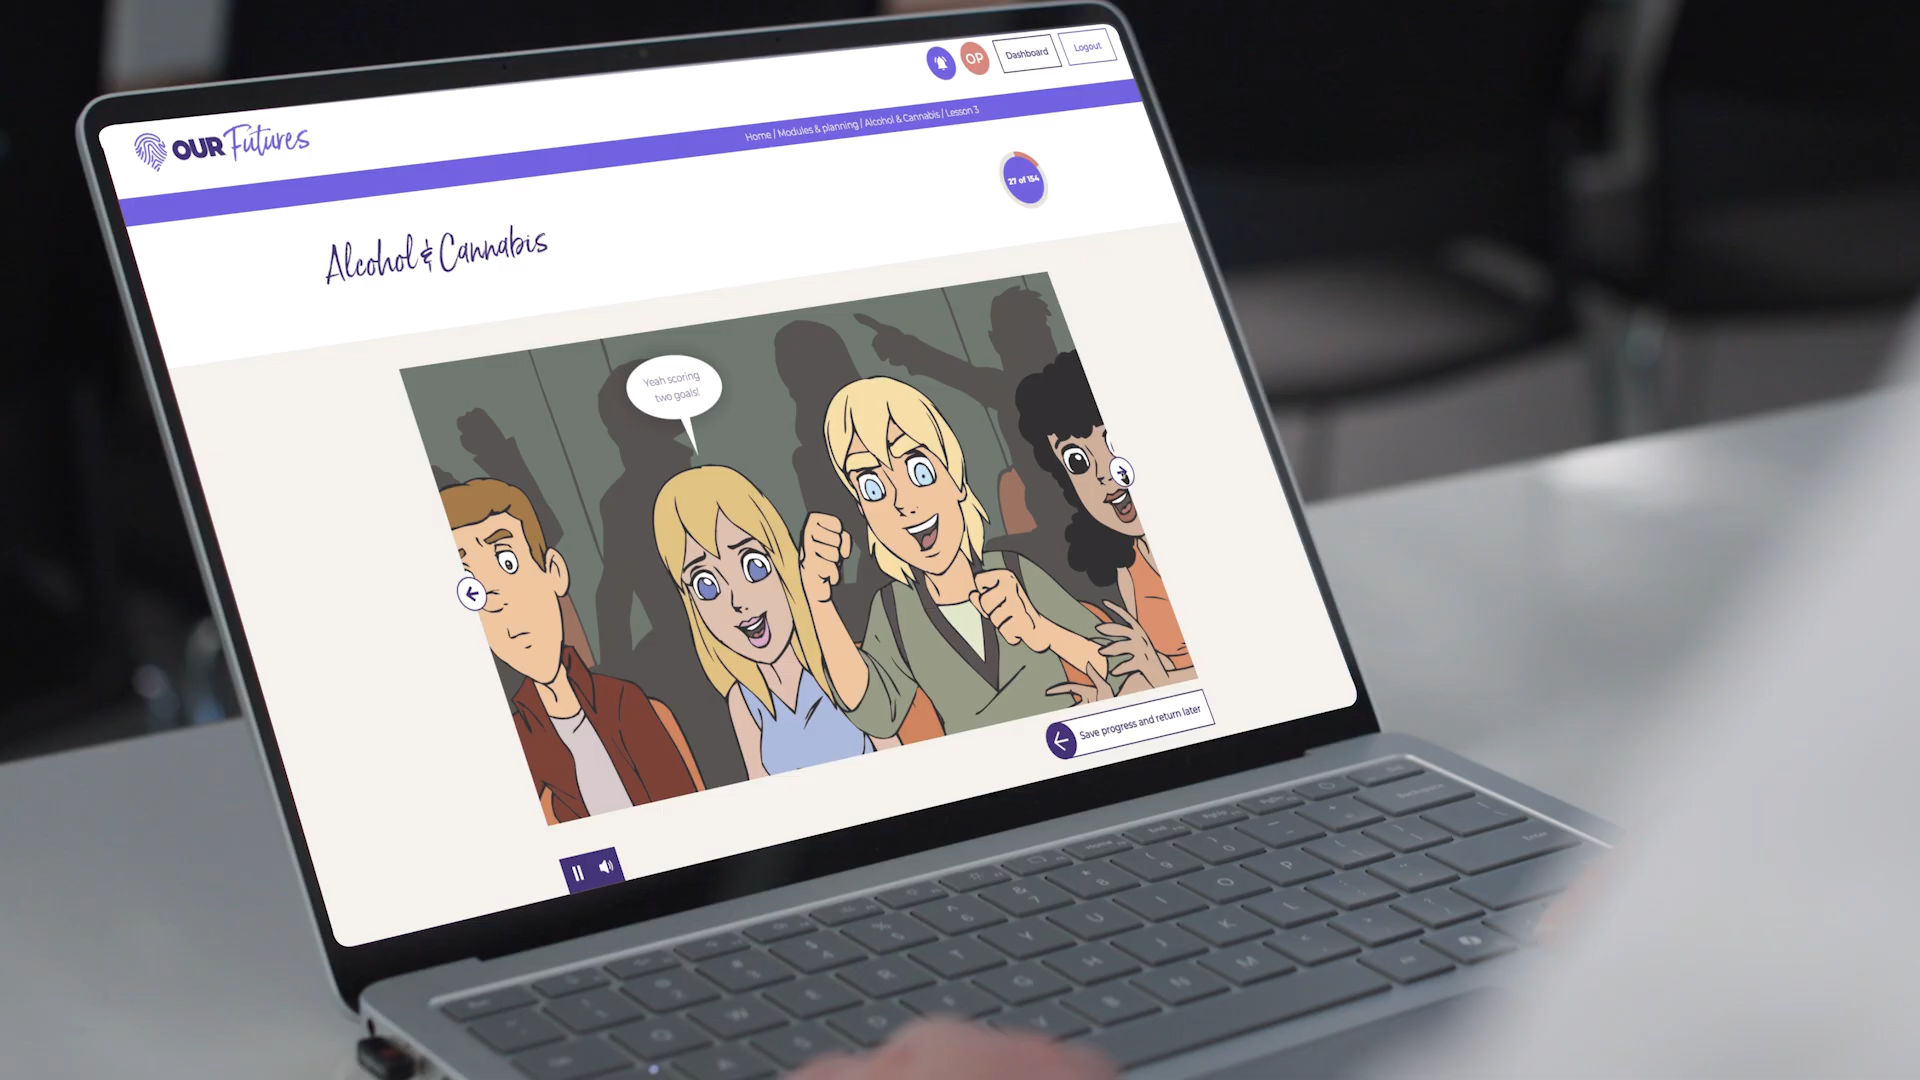 OP
Dashboard
Logout
OUR Futures
Home / Modules & planning / Alcohol & Cannabis / Lesson 3
27 of 154
Alcohol & Cannabis
Yeah scoring
two goals!
Save progress and return later